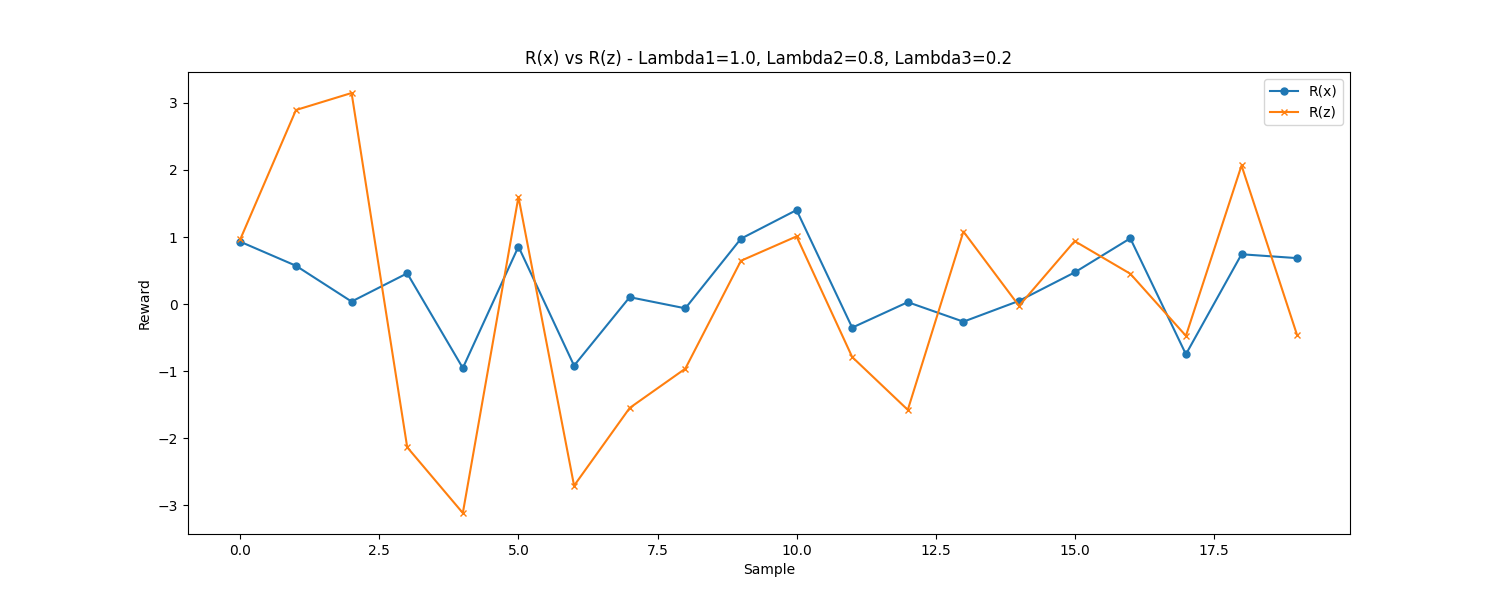 R(x) vs R(z) - Lambda1=1.0, Lambda2=0.8, Lambda3=0.2
R(x)
R(z)
3
2
1
0
−1
−2
−3
Reward
0.0 2.5 5.0 7.5 10.0 12.5 15.0 17.5
Sample